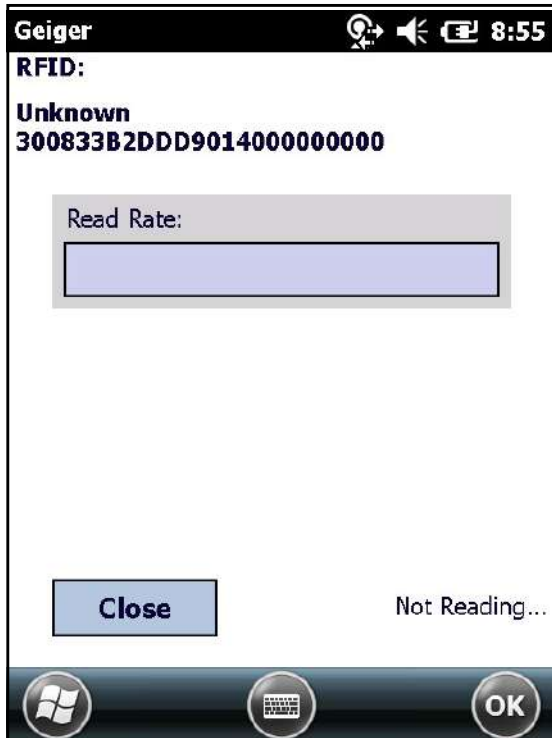 Geiger 8:55
RFID:
Unknown
300833B2DDD9014000000000
Read Rate:
Close Not Reading...
OK